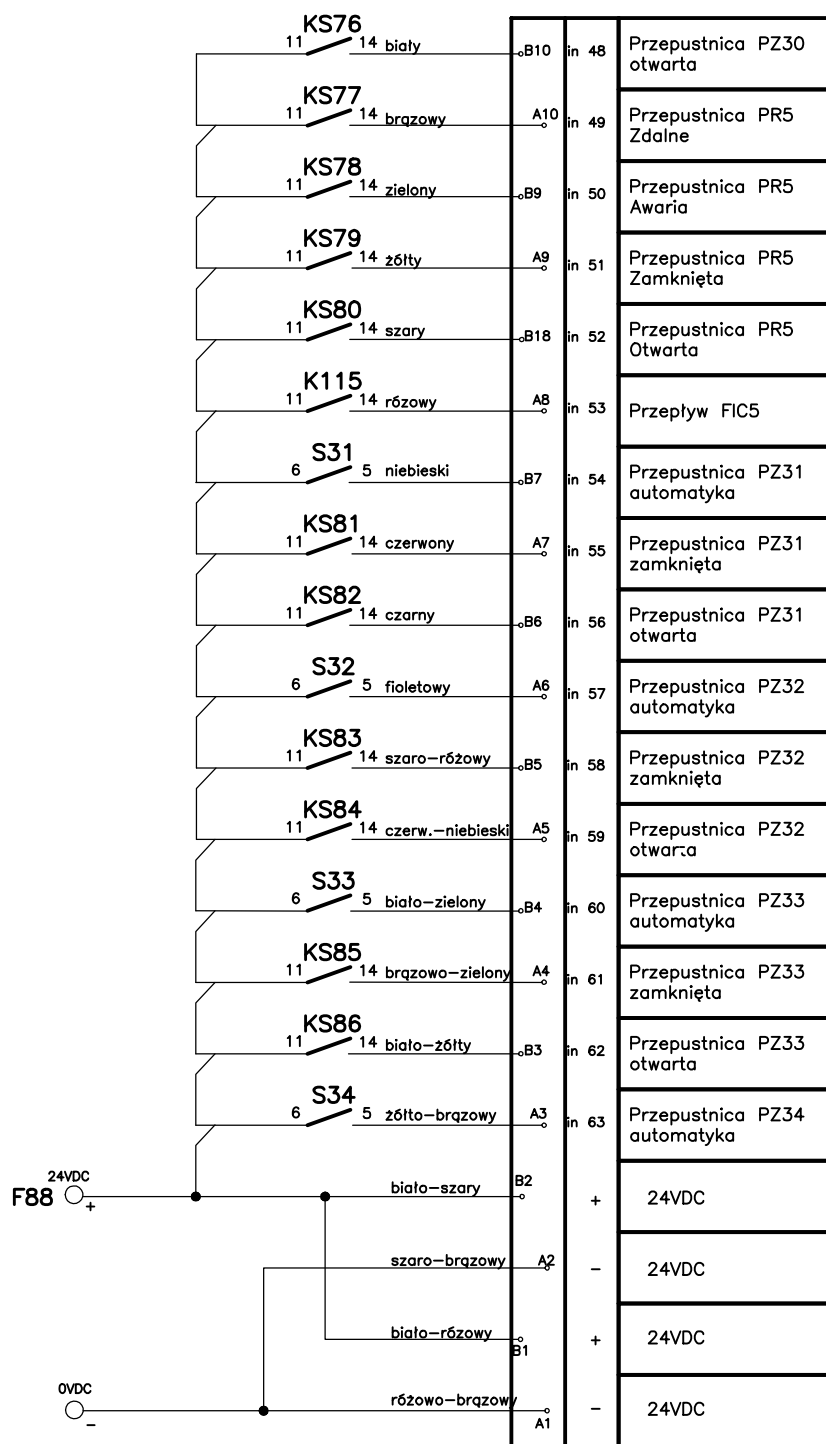 KS76
11 14 biały B10 in 48 Przepustnica PZ30
otwarta
KS77
11 14 brązowy A10 in 49 Przepustnica PR5
Zdalne
KS78
11 14 zielony B9 in 50 Przepustnica PR5
Awaria
KS79
11 14 żółty A9 in 51 Przepustnica PR5
Zamknięta
KS80
11 14 szary B18 in 52 Przepustnica PR5
Otwarta
K115
11 14 różowy A8 in 53 Przepływ FIC5
S31
6 5 niebieski B7 in 54 Przepustnica PZ31
automatyka
KS81
11 14 czerwony A7 in 55 Przepustnica PZ31
zamknięta
KS82
11 14 czarny B6 in 56 Przepustnica PZ31
otwarta
S32
6 5 fioletowy A6 in 57 Przepustnica PZ32
automatyka
KS83
11 14 szaro-różowy B5 in 58 Przepustnica PZ32
zamknięta
KS84
11 14 czerw.-niebieski A5 in 59 Przepustnica PZ32
otwarta
S33
6 5 biało-zielony B4 in 60 Przepustnica PZ33
automatyka
KS85
11 14 brązowo-zielony A4 in 61 Przepustnica PZ33
zamknięta
KS86
11 14 biało-żółty B3 in 62 Przepustnica PZ33
otwarta
S34
6 5 żółto-brązowy A3 in 63 Przepustnica PZ34
automatyka
F88 24VDC + biało-szary B2 + 24VDC
szaro-brązowy A2 - 24VDC
biało-różowy B1 + 24VDC
0VDC - różowo-brązowy A1 - 24VDC